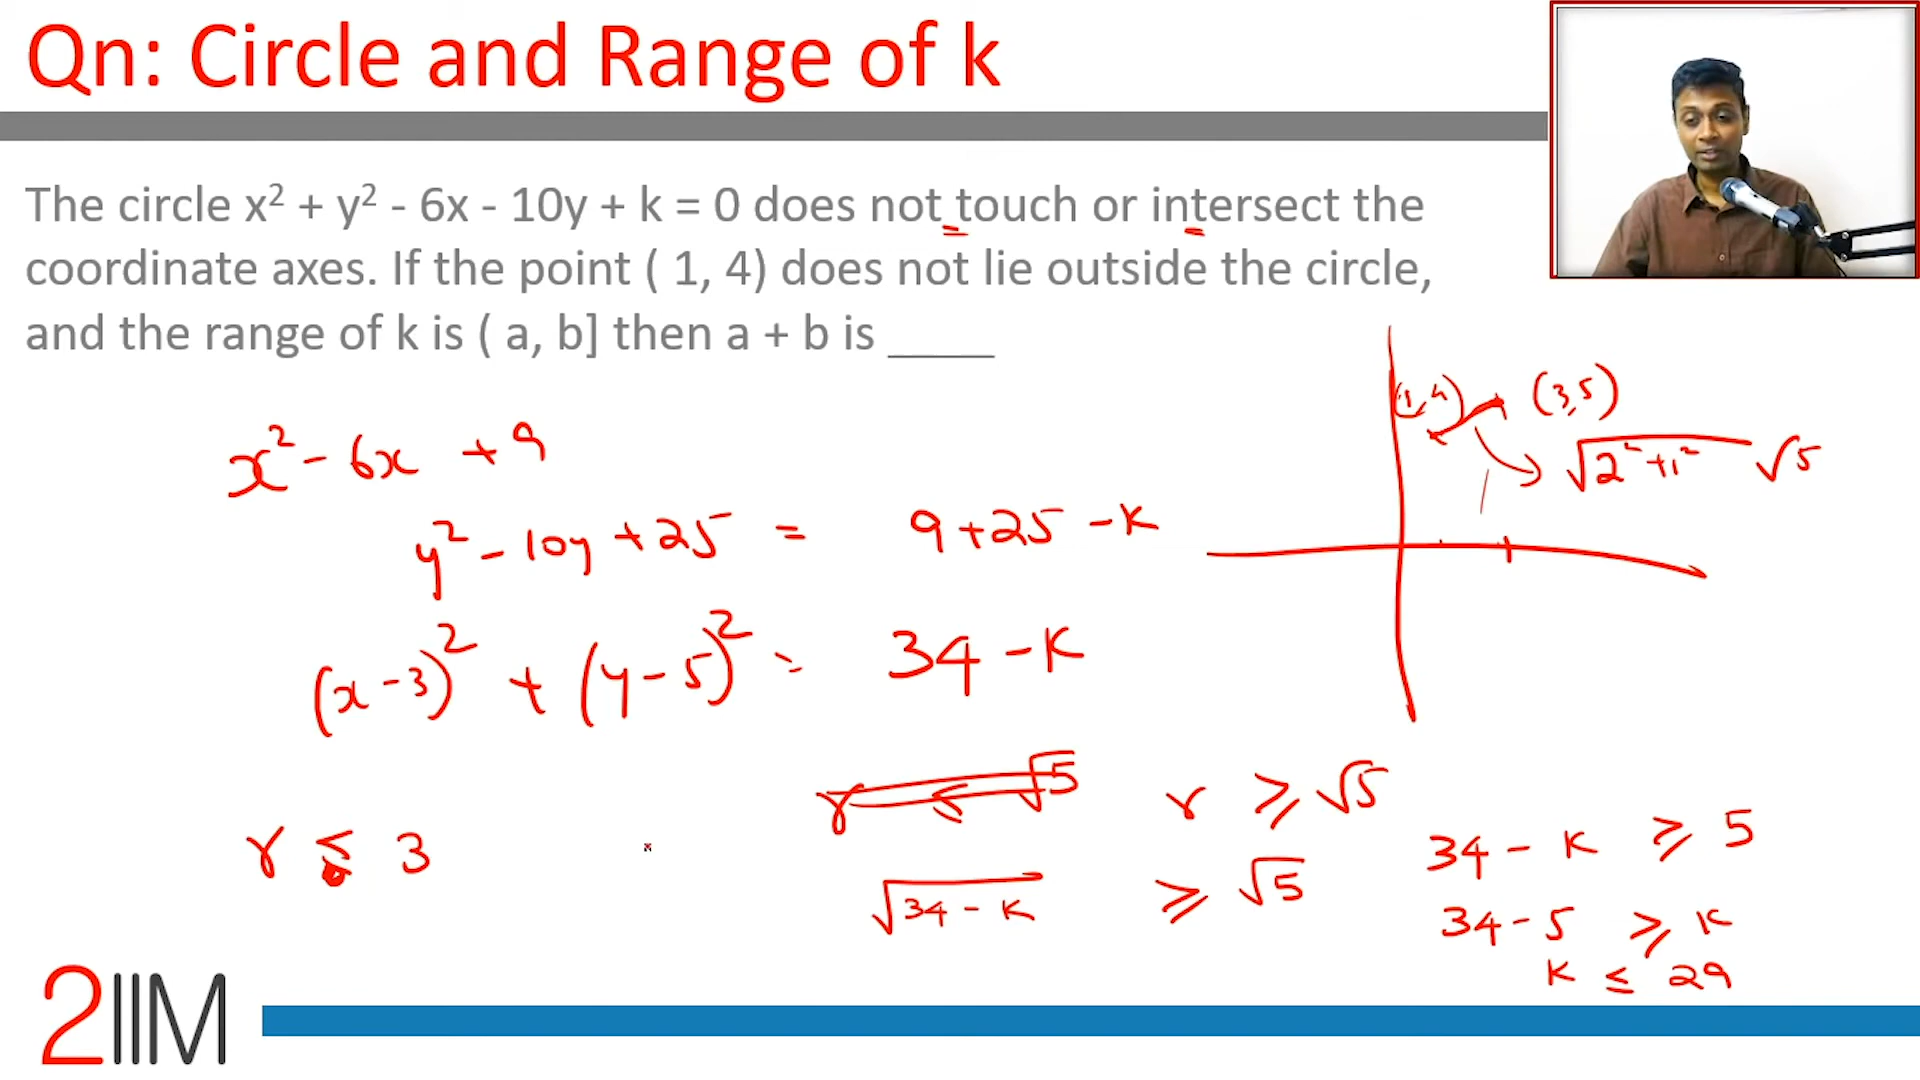 Qn: Circle and Range of k
The circle x² + y² - 6x - 10y + k = 0 does not touch or intersect the
coordinate axes. If the point ( 1, 4) does not lie outside the circle,
and the range of k is ( a, b] then a + b is ____
(1,4) (3,5)
√2²+1² √5
x² - 6x + 9
y² - 10y + 25 = 9+25 - K
(x-3)² + (y-5)² = 34 - K
r ≤ √5
r ≥ √5
r ≤ 3
34 - K ≥ 5
√34 - K ≥ √5
34 - 5 ≥ K
K ≤ 29
2IIM